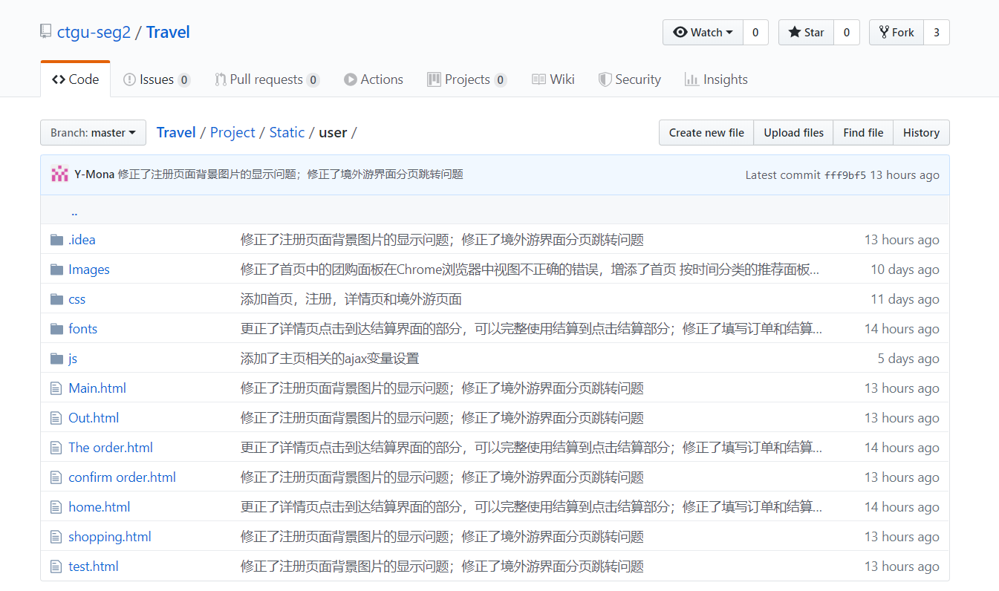 ctgu-seg2 / Travel Watch 0 Star 0 Fork 3
Code Issues 0 Pull requests 0 Actions Projects 0 Wiki Security Insights
Branch: master Travel / Project / Static / user / Create new file Upload files Find file History
Y-Mona 修正了注册页面背景图片的显示问题；修正了境外游界面分页跳转问题 Latest commit fff9bf5 13 hours ago
..
.idea 修正了注册页面背景图片的显示问题；修正了境外游界面分页跳转问题 13 hours ago
Images 修正了首页中的团购面板在Chrome浏览器中视图不正确的错误，增添了首页 按时间分类的推荐面板... 10 days ago
css 添加首页，注册，详情页和境外游页面 11 days ago
fonts 更正了详情页点击到达结算界面的部分，可以完整使用结算到点击结算部分；修正了填写订单和结算... 14 hours ago
js 添加了主页相关的ajax变量设置 5 days ago
Main.html 修正了注册页面背景图片的显示问题；修正了境外游界面分页跳转问题 13 hours ago
Out.html 修正了注册页面背景图片的显示问题；修正了境外游界面分页跳转问题 13 hours ago
The order.html 更正了详情页点击到达结算界面的部分，可以完整使用结算到点击结算部分；修正了填写订单和结算... 14 hours ago
confirm order.html 修正了注册页面背景图片的显示问题；修正了境外游界面分页跳转问题 13 hours ago
home.html 更正了详情页点击到达结算界面的部分，可以完整使用结算到点击结算部分；修正了填写订单和结算... 14 hours ago
shopping.html 修正了注册页面背景图片的显示问题；修正了境外游界面分页跳转问题 13 hours ago
test.html 修正了注册页面背景图片的显示问题；修正了境外游界面分页跳转问题 13 hours ago